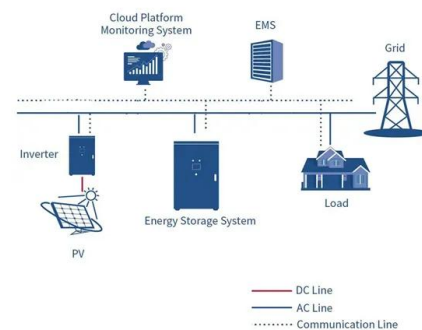 Cloud Platform
Monitoring System
EMS
Grid
Inverter
Energy Storage System
Load
PV
DC Line
AC Line
Communication Line